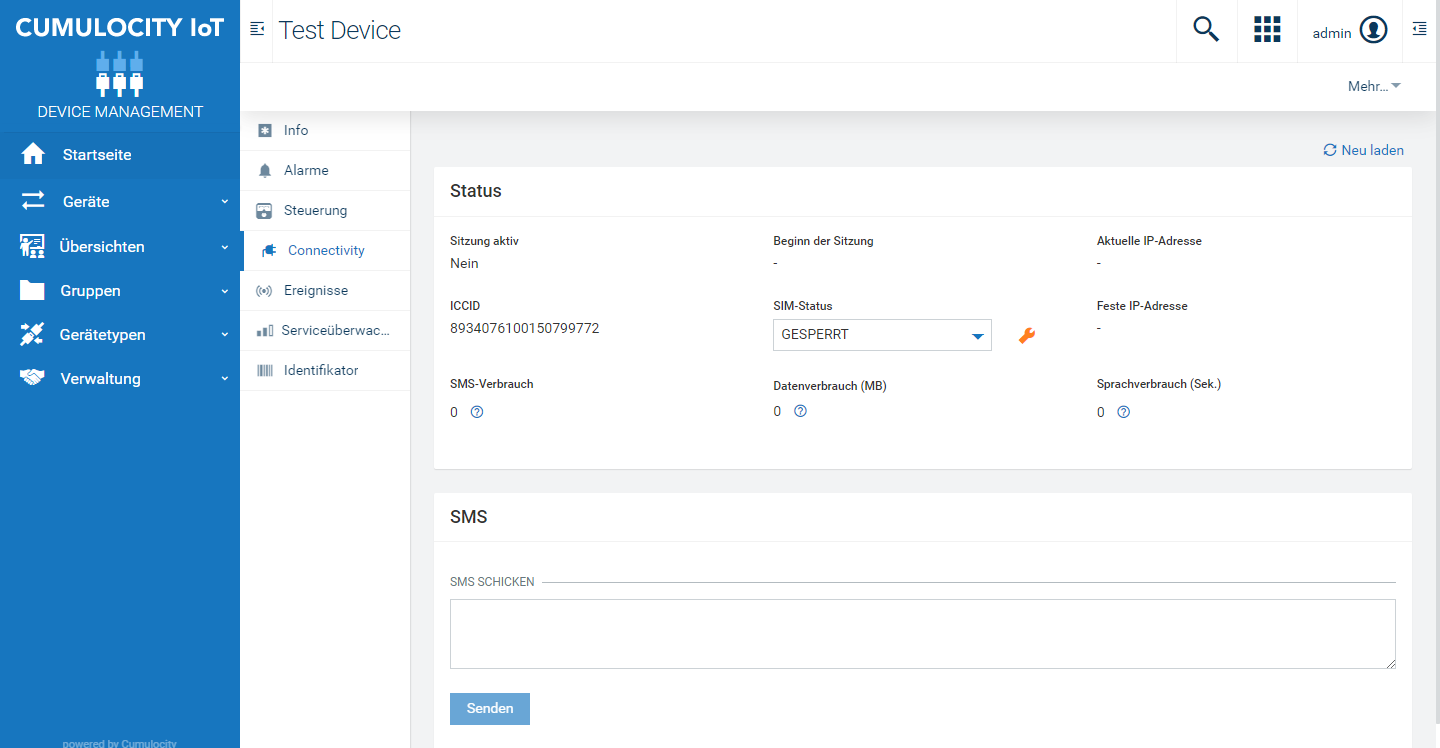 CUMULOCITY IoT
DEVICE MANAGEMENT
Startseite
Geräte
Übersichten
Gruppen
Gerätetypen
Verwaltung
powered by Cumulocity
Test Device
admin
Mehr...
Info
Alarme
Steuerung
Connectivity
Ereignisse
Serviceüberwac...
Identifikator
Neu laden
Status
Sitzung aktiv
Nein
Beginn der Sitzung
-
Aktuelle IP-Adresse
-
ICCID
8934076100150799772
SIM-Status
GESPERRT
Feste IP-Adresse
-
SMS-Verbrauch
0
Datenverbrauch (MB)
0
Sprachverbrauch (Sek.)
0
SMS
SMS SCHICKEN
Senden